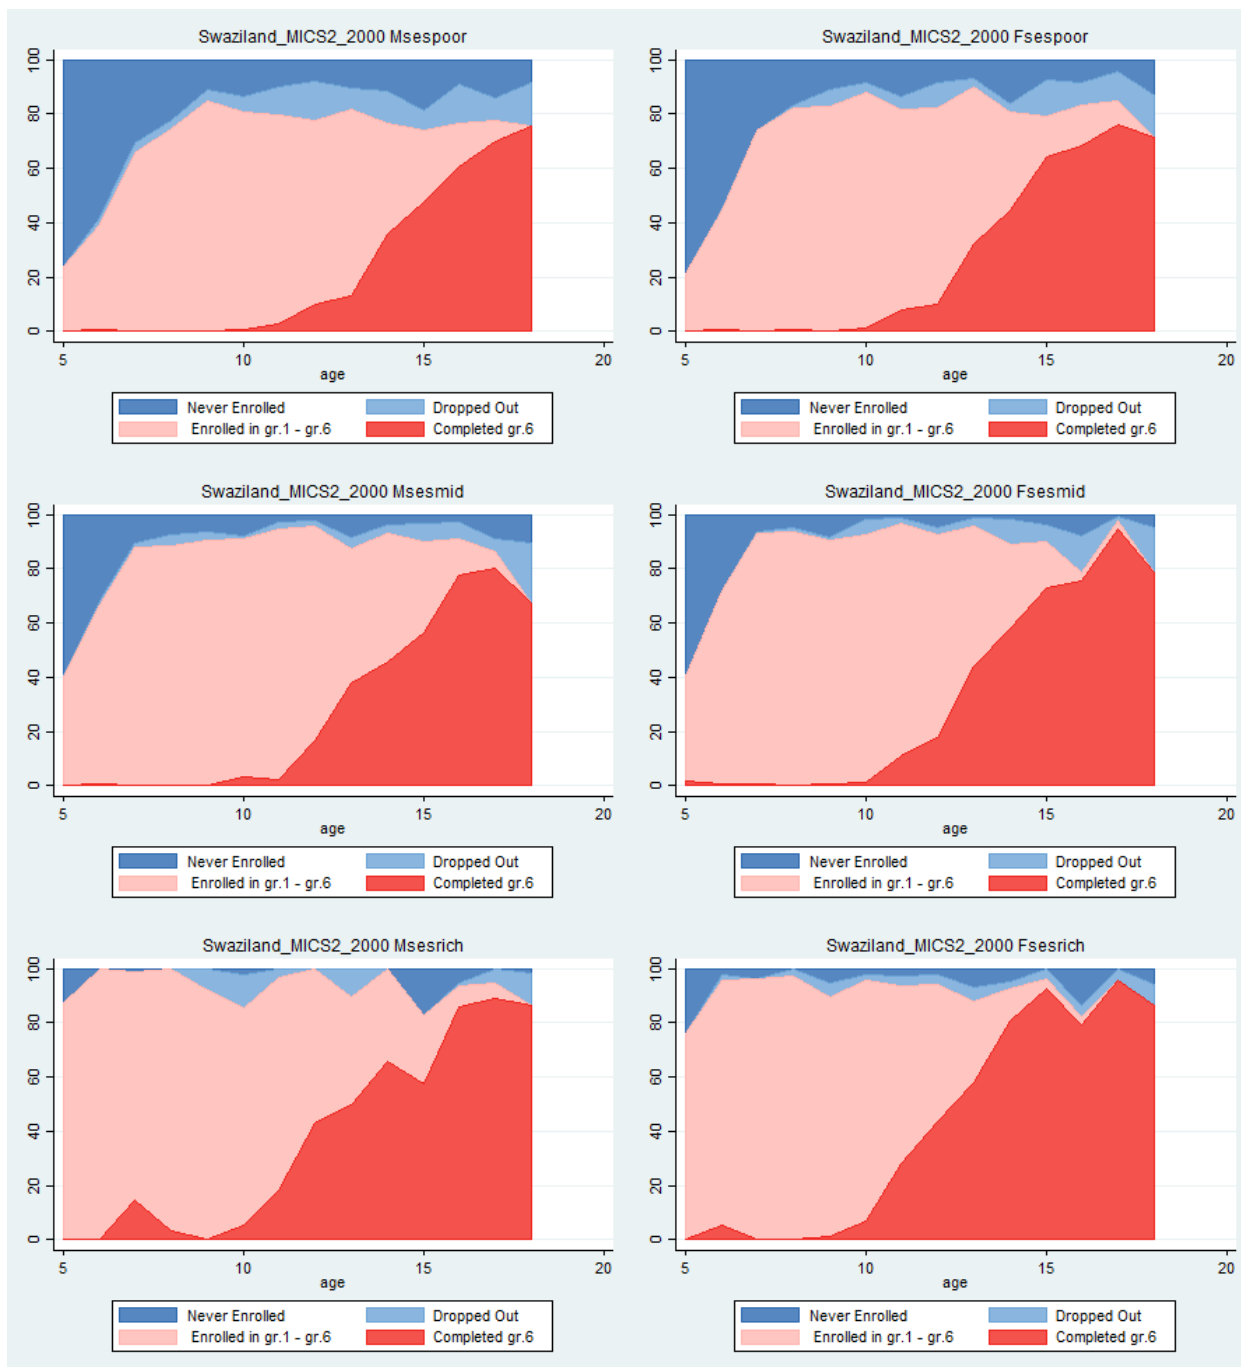 Swaziland_MICS2_2000 Msespoor
100
80
60
40
20
0
5 10 15 20
age
Never Enrolled Dropped Out
Enrolled in gr.1 - gr.6 Completed gr.6
Swaziland_MICS2_2000 Fsespoor
100
80
60
40
20
0
5 10 15 20
age
Never Enrolled Dropped Out
Enrolled in gr.1 - gr.6 Completed gr.6
Swaziland_MICS2_2000 Msesmid
100
80
60
40
20
0
5 10 15 20
age
Never Enrolled Dropped Out
Enrolled in gr.1 - gr.6 Completed gr.6
Swaziland_MICS2_2000 Fsesmid
100
80
60
40
20
0
5 10 15 20
age
Never Enrolled Dropped Out
Enrolled in gr.1 - gr.6 Completed gr.6
Swaziland_MICS2_2000 Msesrich
100
80
60
40
20
0
5 10 15 20
age
Never Enrolled Dropped Out
Enrolled in gr.1 - gr.6 Completed gr.6
Swaziland_MICS2_2000 Fsesrich
100
80
60
40
20
0
5 10 15 20
age
Never Enrolled Dropped Out
Enrolled in gr.1 - gr.6 Completed gr.6